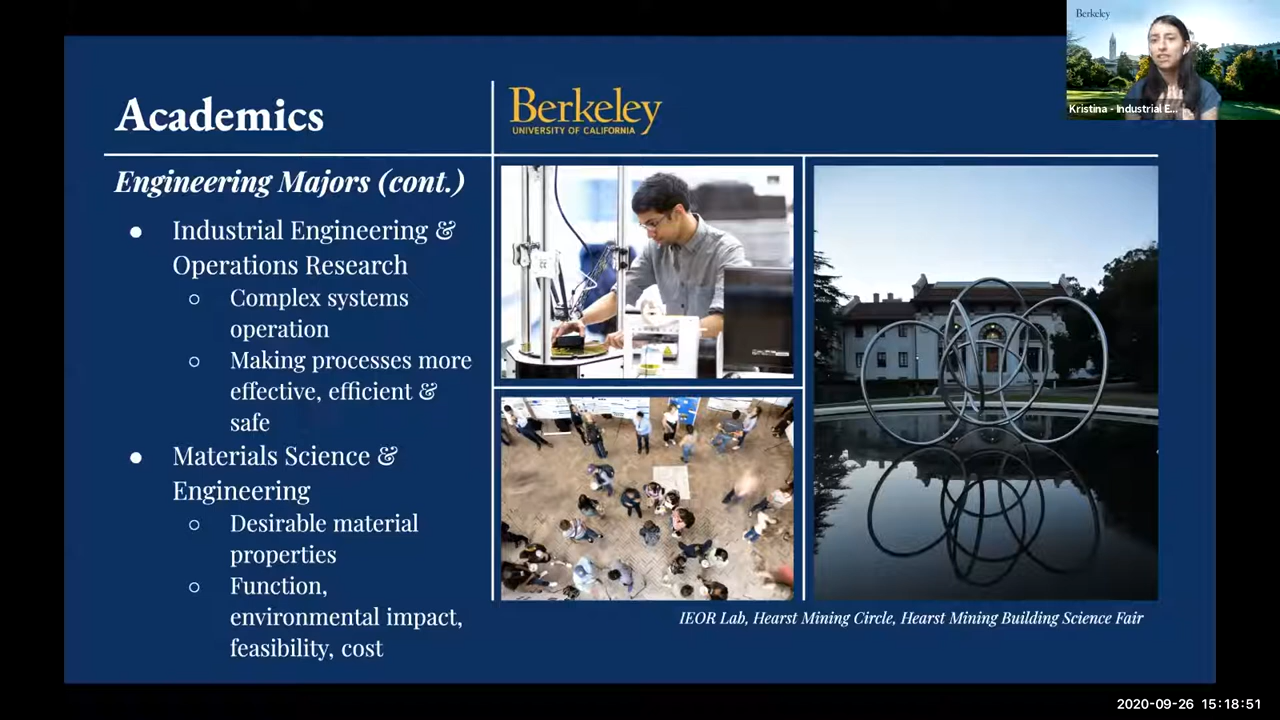 Berkeley
Kristina - Industrial E...
Academics
Berkeley
UNIVERSITY OF CALIFORNIA
Engineering Majors (cont.)
● Industrial Engineering &
Operations Research
○ Complex systems
operation
○ Making processes more
effective, efficient &
safe
● Materials Science &
Engineering
○ Desirable material
properties
○ Function,
environmental impact,
feasibility, cost
IEOR Lab, Hearst Mining Circle, Hearst Mining Building Science Fair
2020-09-26 15:18:51